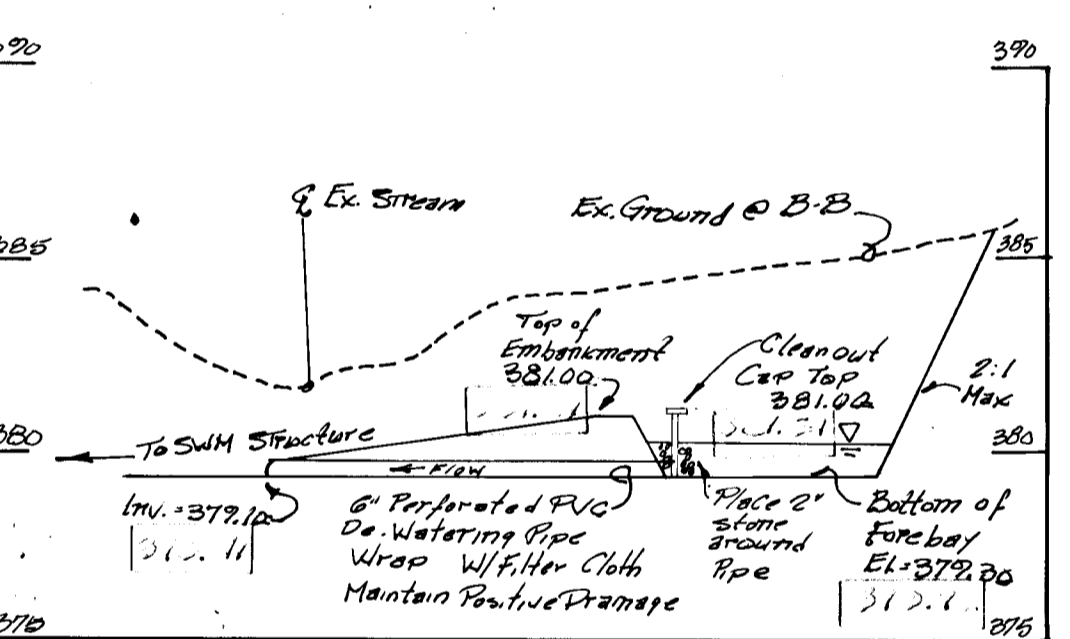 390
390
℄ Ex. Stream
Ex. Ground @ B-B
385
385
Top of
Embankment
381.00
Cleanout
Cap Top
381.00
2:1
Max
380
380
To SWM Structure
FLOW
Inv. = 379.10
6" Perforated PVC
De-Watering Pipe
Wrap W/Filter Cloth
Maintain Positive Drainage
Place 2"
stone
around
Pipe
Bottom of
Forebay
El = 379.30
375
375